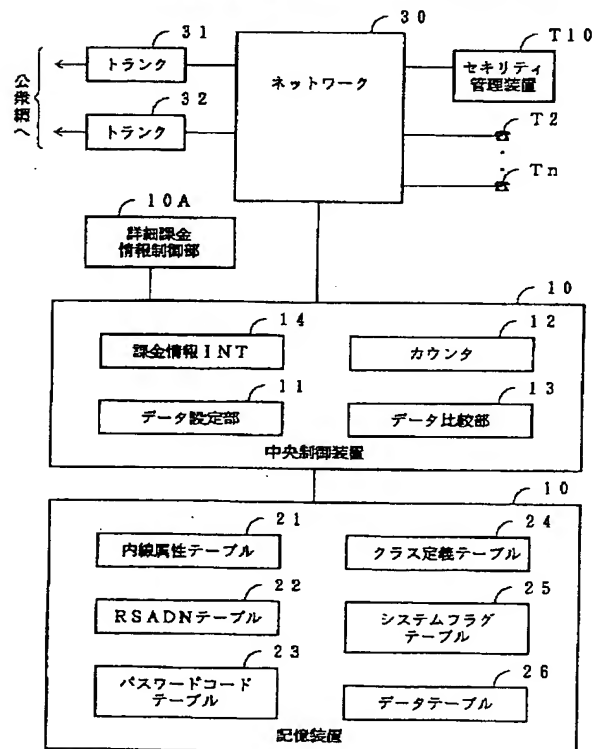 31
トランク
30
ネットワーク
T10
セキリティ
管理装置
公衆網へ
32
トランク
T2
Tn
10A
詳細課金
情報制御部
10
14
課金情報INT
12
カウンタ
11
データ設定部
13
データ比較部
中央制御装置
10
21
内線属性テーブル
24
クラス定義テーブル
22
RSADNテーブル
25
システムフラグ
テーブル
23
パスワードコード
テーブル
26
データテーブル
記憶装置